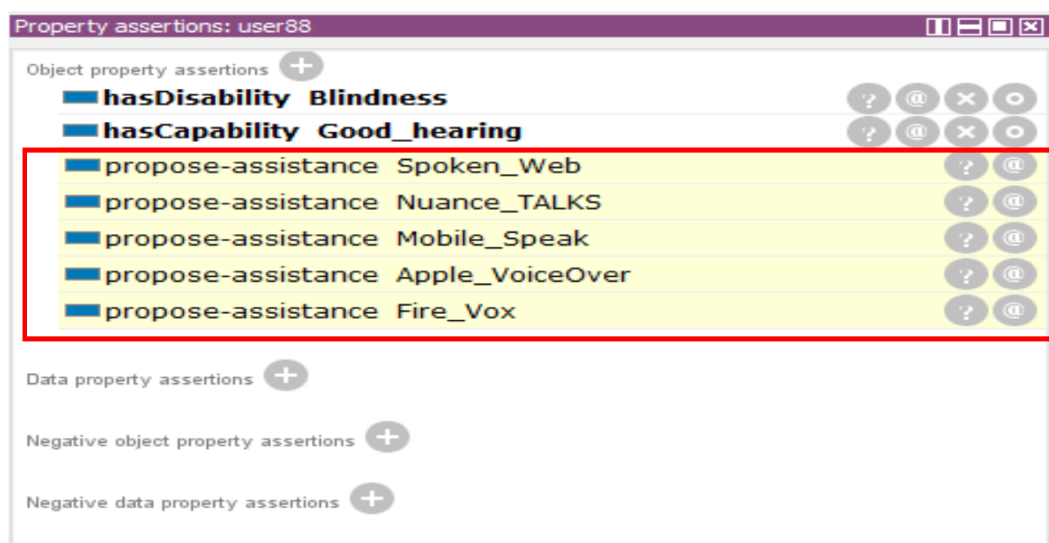 Property assertions: user88
Object property assertions
hasDisability Blindness
hasCapability Good_hearing
propose-assistance Spoken_Web
propose-assistance Nuance_TALKS
propose-assistance Mobile_Speak
propose-assistance Apple_VoiceOver
propose-assistance Fire_Vox
Data property assertions
Negative object property assertions
Negative data property assertions